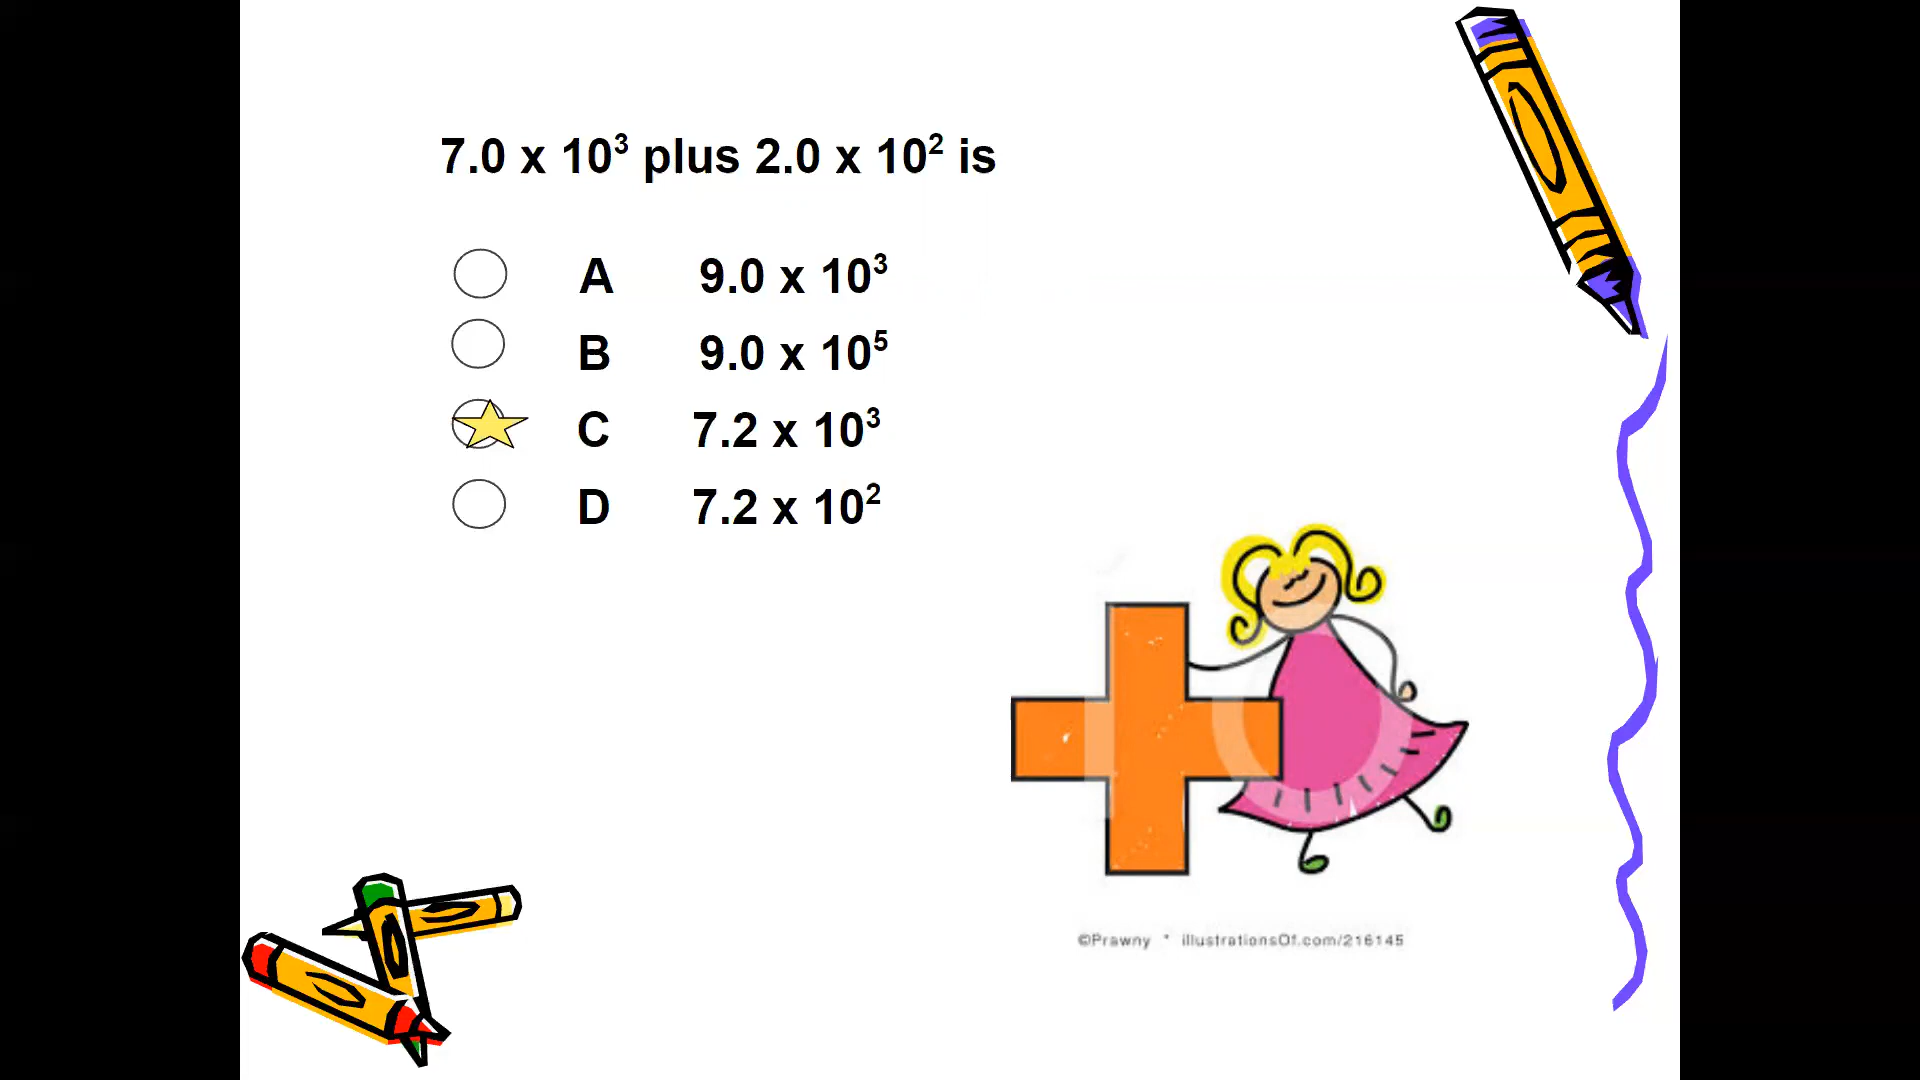 7.0 x 10³ plus 2.0 x 10² is
A 9.0 x 10³
B 9.0 x 10⁵
C 7.2 x 10³
D 7.2 x 10²
©Prawny * illustrationsOf.com/216145